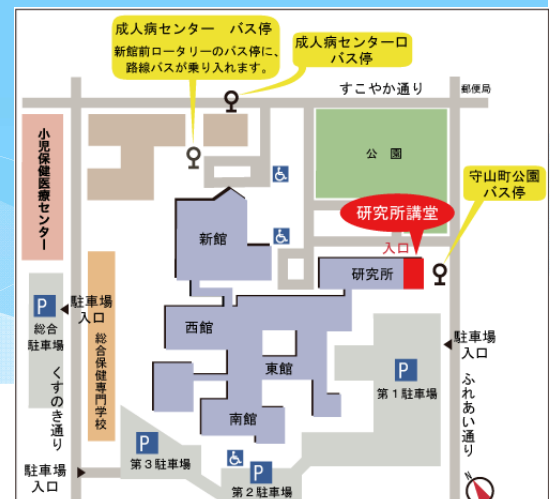 成人病センター バス停
新館前ロータリーのバス停に、
路線バスが乗り入れます。
成人病センター口
バス停
すこやか通り
郵便局
小児保健医療センター
公園
守山町公園
バス停
研究所講堂
入口
新館
研究所
P
総合
駐車場
駐車場
入口
総合保健専門学校
西館
東館
南館
P
第1駐車場
駐車場
入口
くすのき通り
ふれあい通り
P
第3駐車場
P
第2駐車場
駐車場
入口
N